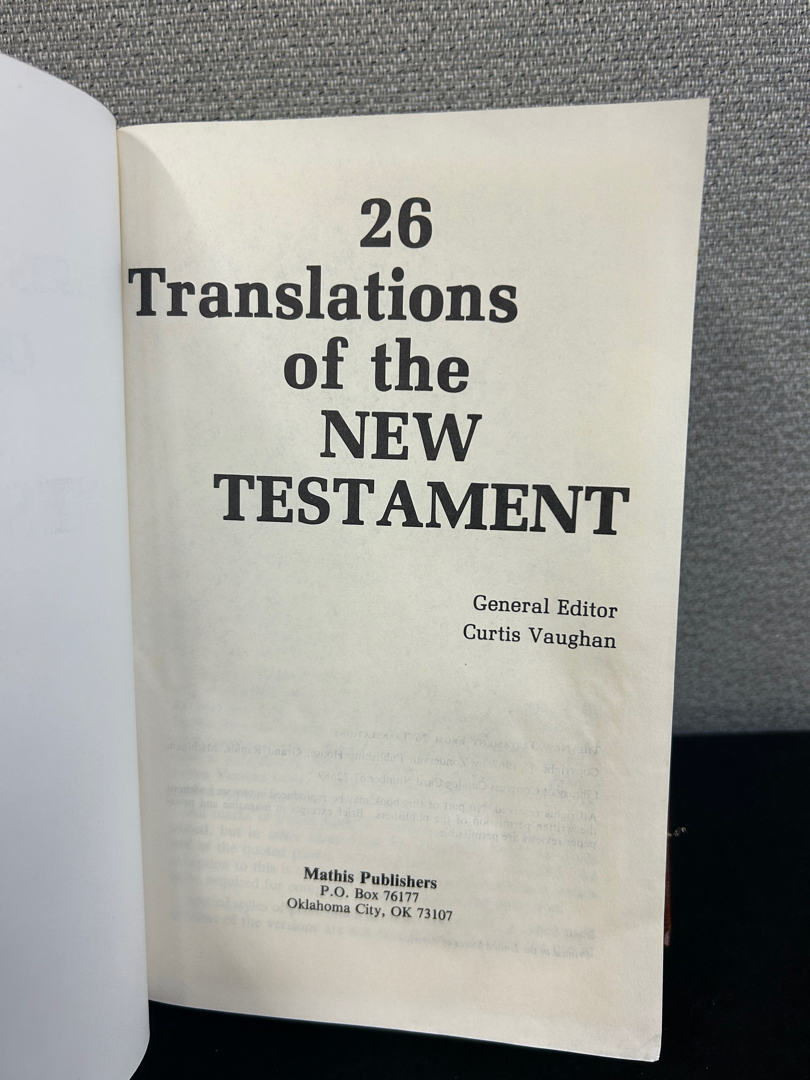 26
Translations
of the
NEW
TESTAMENT
General Editor
Curtis Vaughan
Mathis Publishers
P.O. Box 76177
Oklahoma City, OK 73107